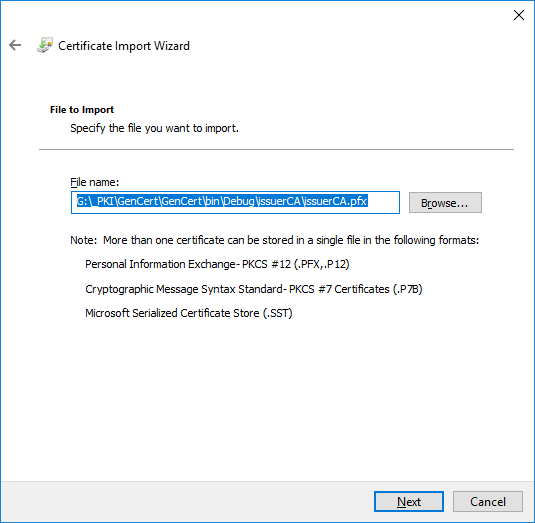 Certificate Import Wizard
File to Import
Specify the file you want to import.
File name:
G:\_PKI\GenCert\GenCert\bin\Debug\issuerCA\issuerCA.pfx
Browse...
Note:  More than one certificate can be stored in a single file in the following formats:
Personal Information Exchange- PKCS #12 (.PFX,.P12)
Cryptographic Message Syntax Standard- PKCS #7 Certificates (.P7B)
Microsoft Serialized Certificate Store (.SST)
Next
Cancel